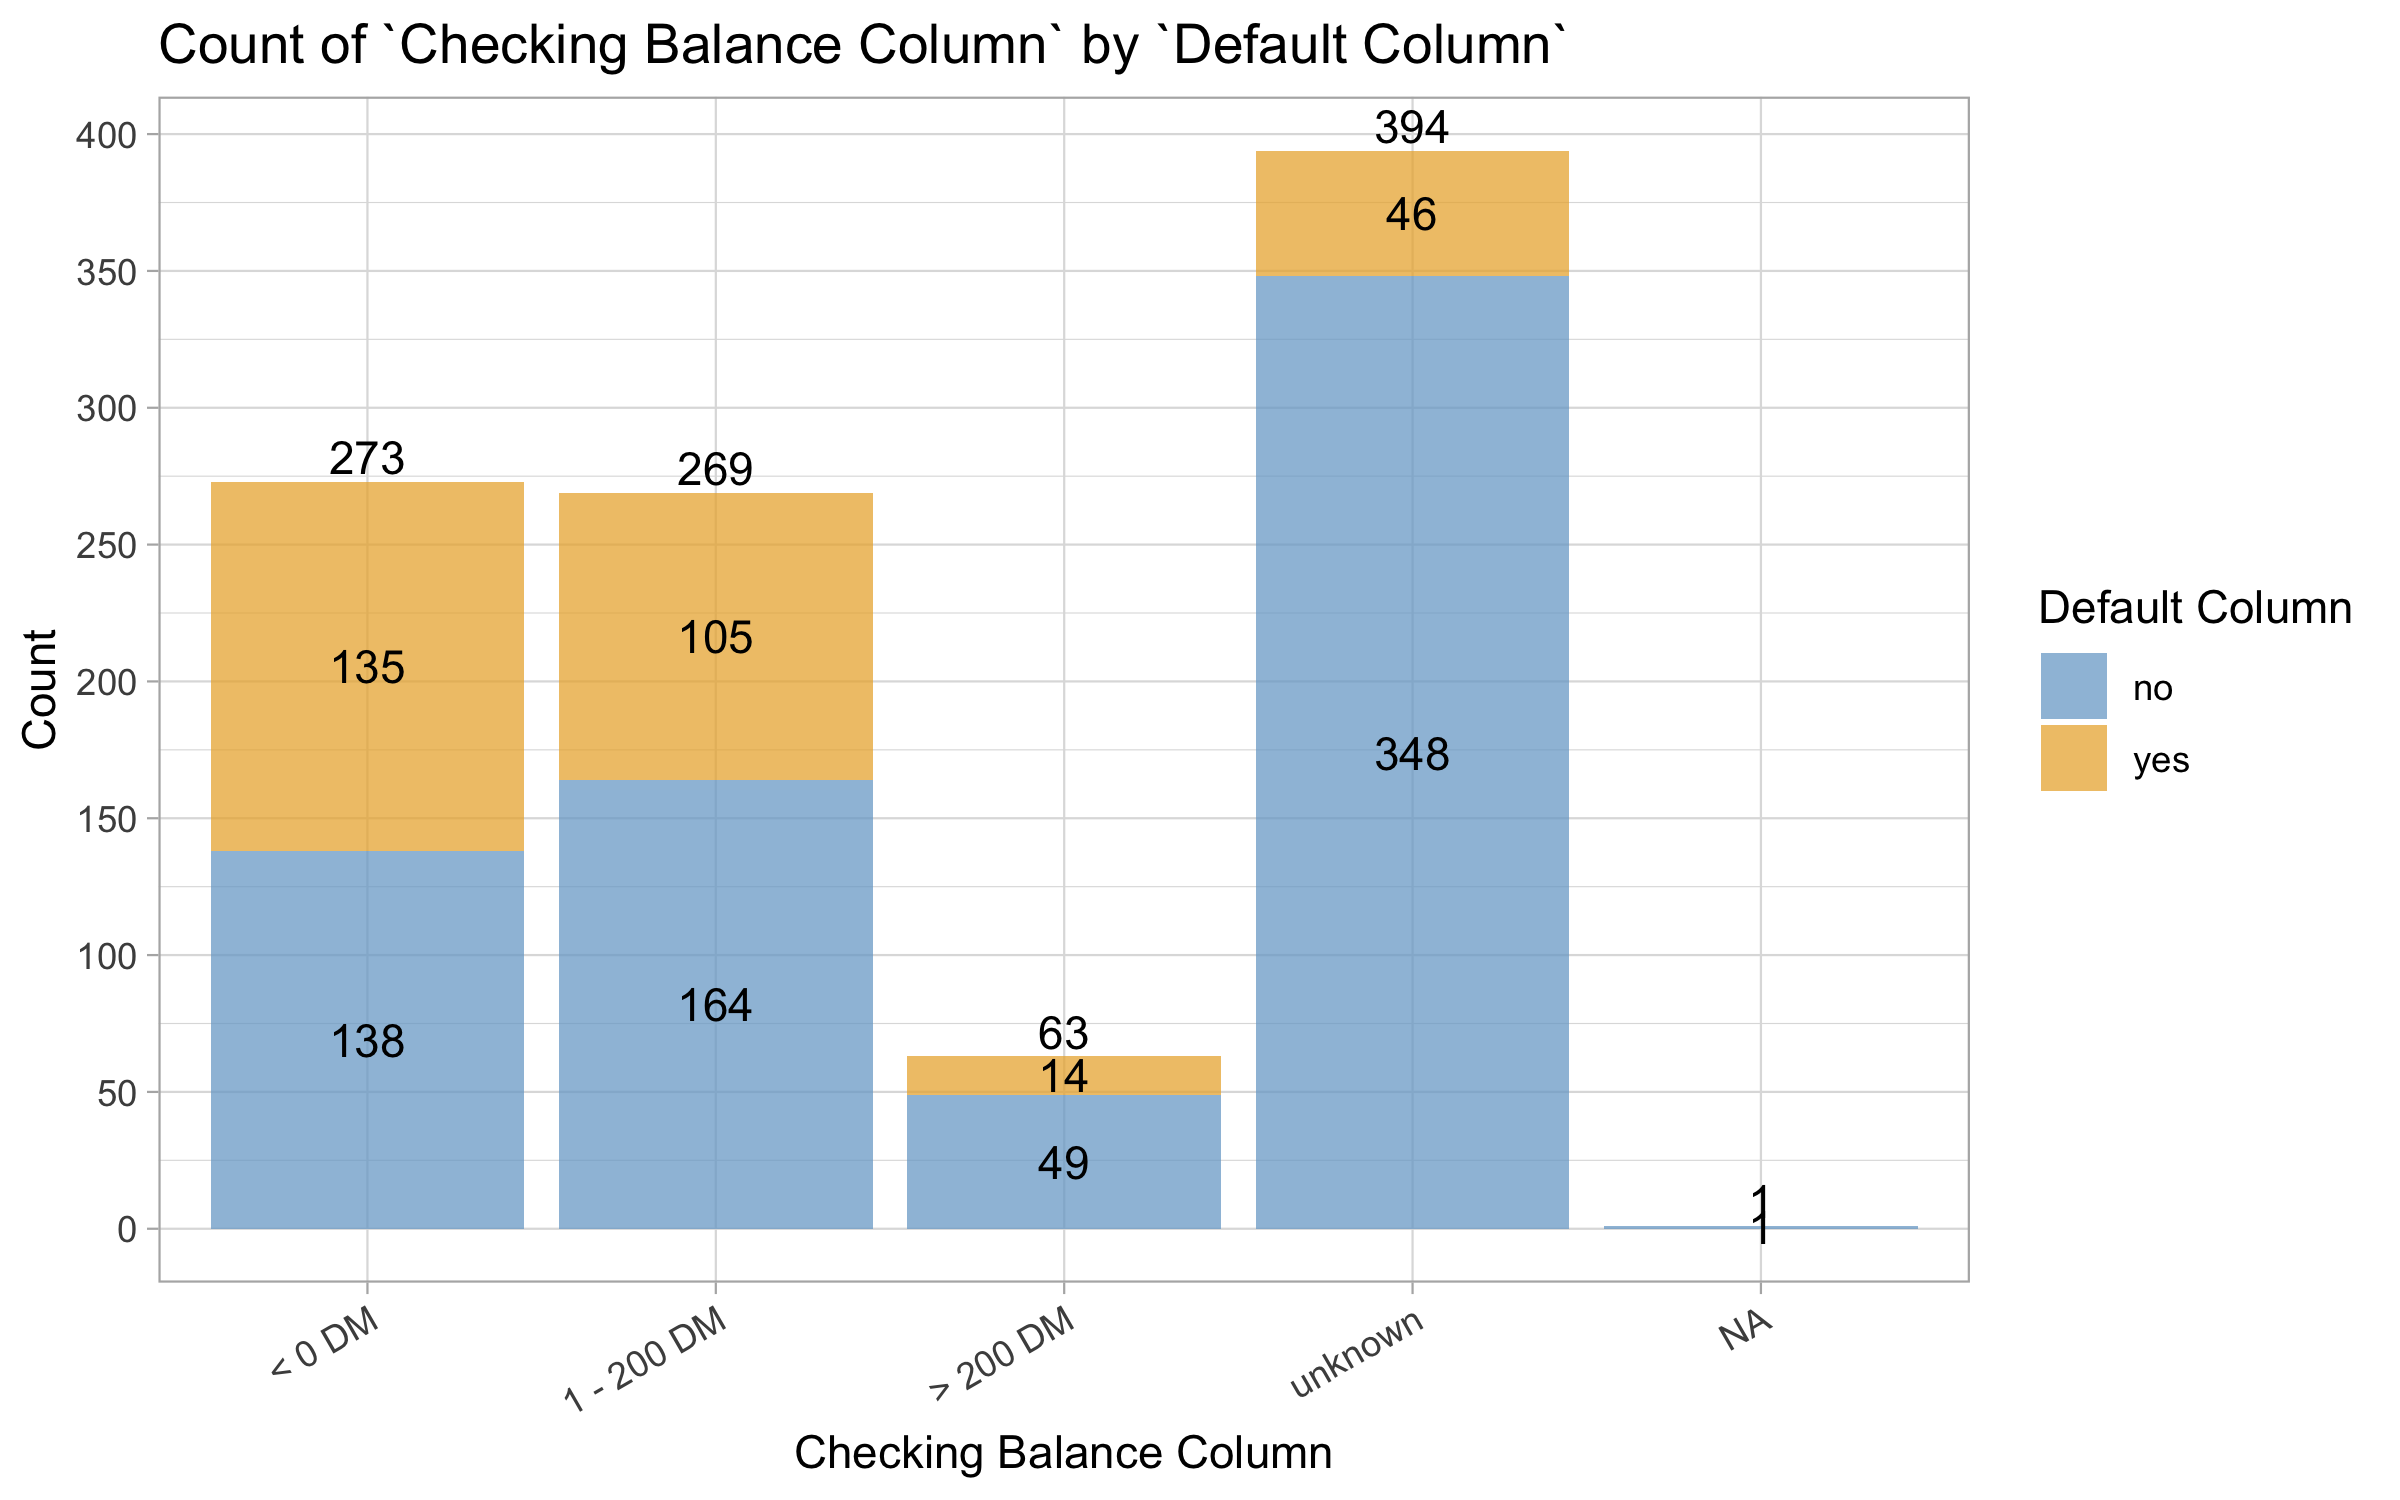 Count of `Checking Balance Column` by `Default Column`
400
350
300
250
200
150
100
50
0
Count
273
135
138
269
105
164
63
14
49
394
46
348
1
1
< 0 DM
1 - 200 DM
> 200 DM
unknown
NA
Checking Balance Column
Default Column
no
yes